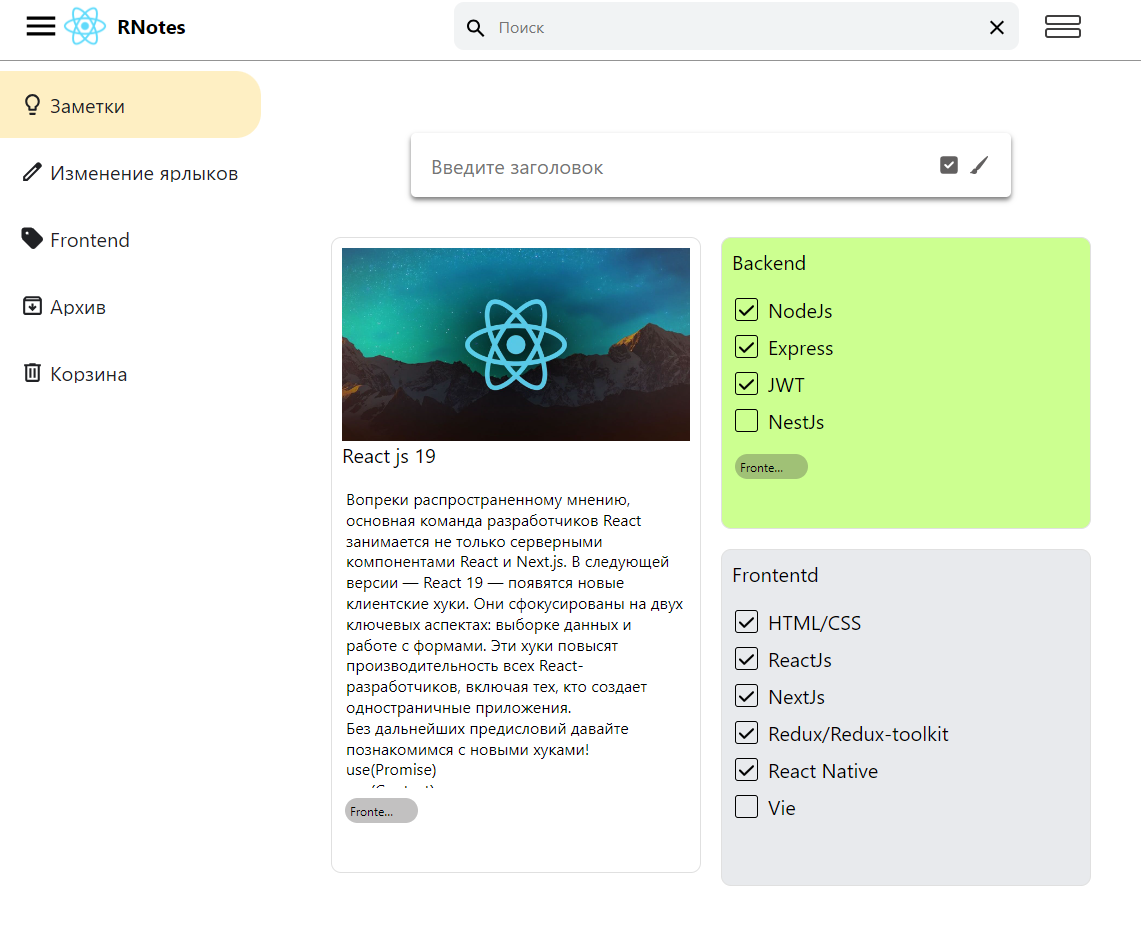 RNotes
Поиск
Заметки
Изменение ярлыков
Frontend
Архив
Корзина
Введите заголовок
React js 19
Вопреки распространенному мнению,
основная команда разработчиков React
занимается не только серверными
компонентами React и Next.js. В следующей
версии — React 19 — появятся новые
клиентские хуки. Они сфокусированы на двух
ключевых аспектах: выборке данных и
работе с формами. Эти хуки повысят
производительность всех React-
разработчиков, включая тех, кто создает
одностраничные приложения.
Без дальнейших предисловий давайте
познакомимся с новыми хуками!
use(Promise)
Fronte...
Backend
NodeJs
Express
JWT
NestJs
Fronte...
Frontentd
HTML/CSS
ReactJs
NextJs
Redux/Redux-toolkit
React Native
Vie